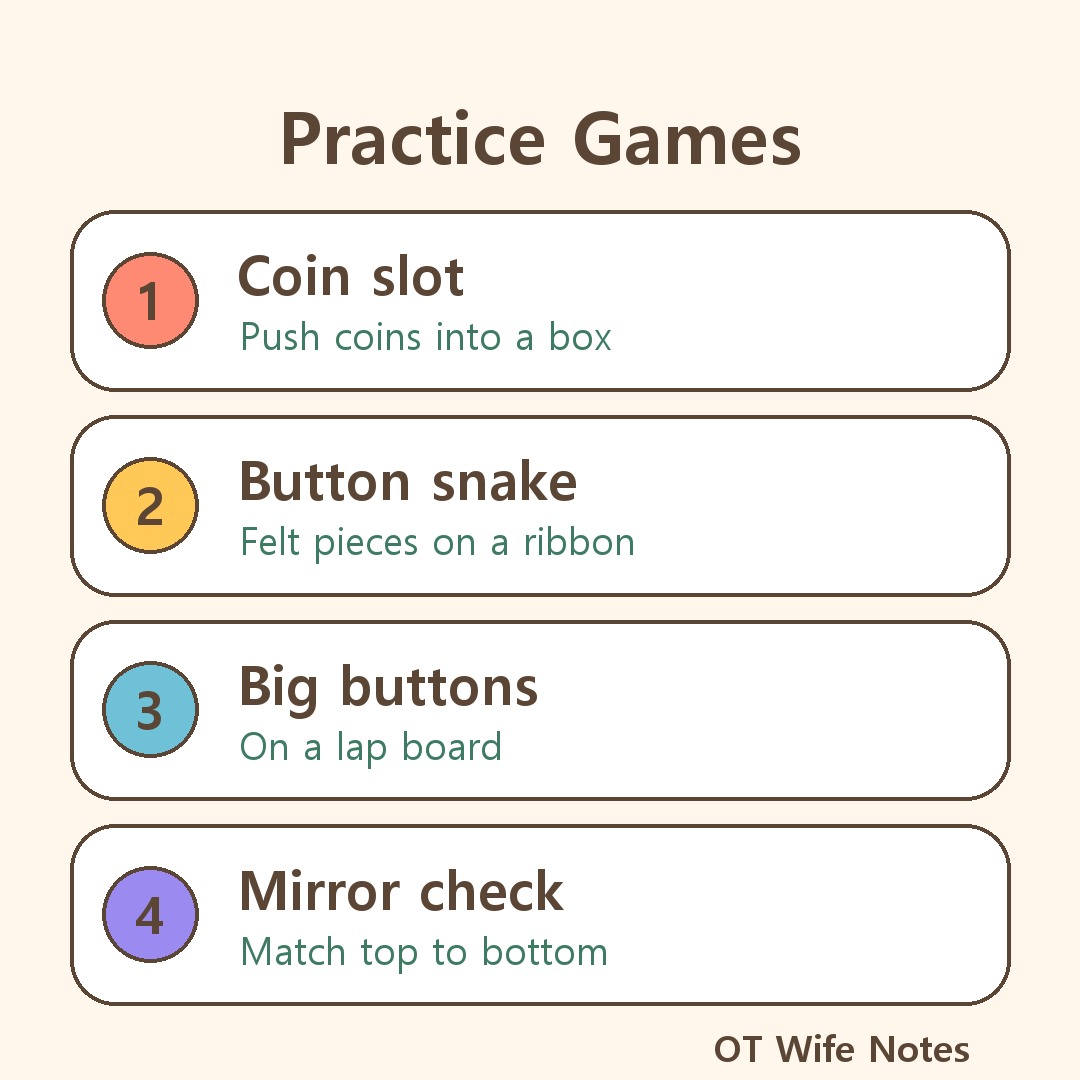 Practice Games
1
Coin slot
Push coins into a box
2
Button snake
Felt pieces on a ribbon
3
Big buttons
On a lap board
4
Mirror check
Match top to bottom
OT Wife Notes